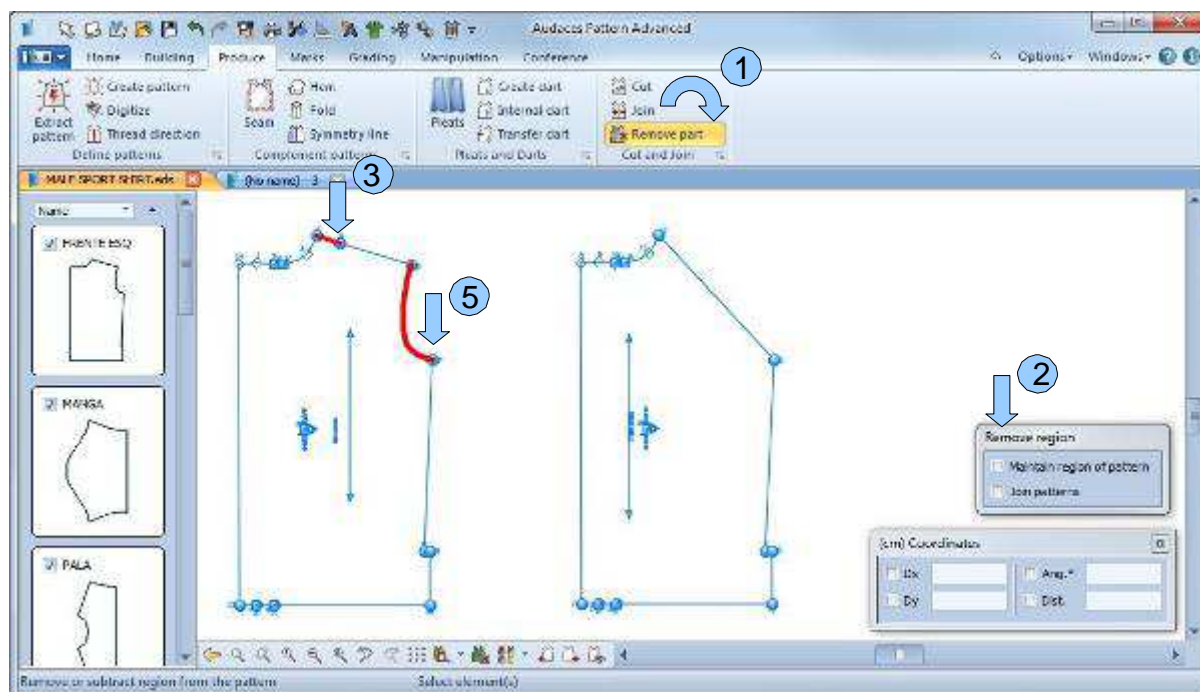 Audaces Pattern Advanced
Home Building Produce Marks Grading Manipulation Conference Options Windows
Extract pattern
Create pattern
Digitize
Thread direction
Define patterns
Seam
Hem
Fold
Symmetry line
Complement patterns
Pleats
Create dart
Internal dart
Transfer dart
Pleats and Darts
Cut
Join
Remove part
Cut and Join
1
MALE SPORT SHIRT.ads
(No name) 3
3
Name
FRENTE ESQ
5
MANGA
2
Remove region
Maintain region of pattern
Join patterns
PALA
(cm) Coordinates
Dx Ang.°
Dy Dist.
Remove or subtract region from the pattern Select element(s)